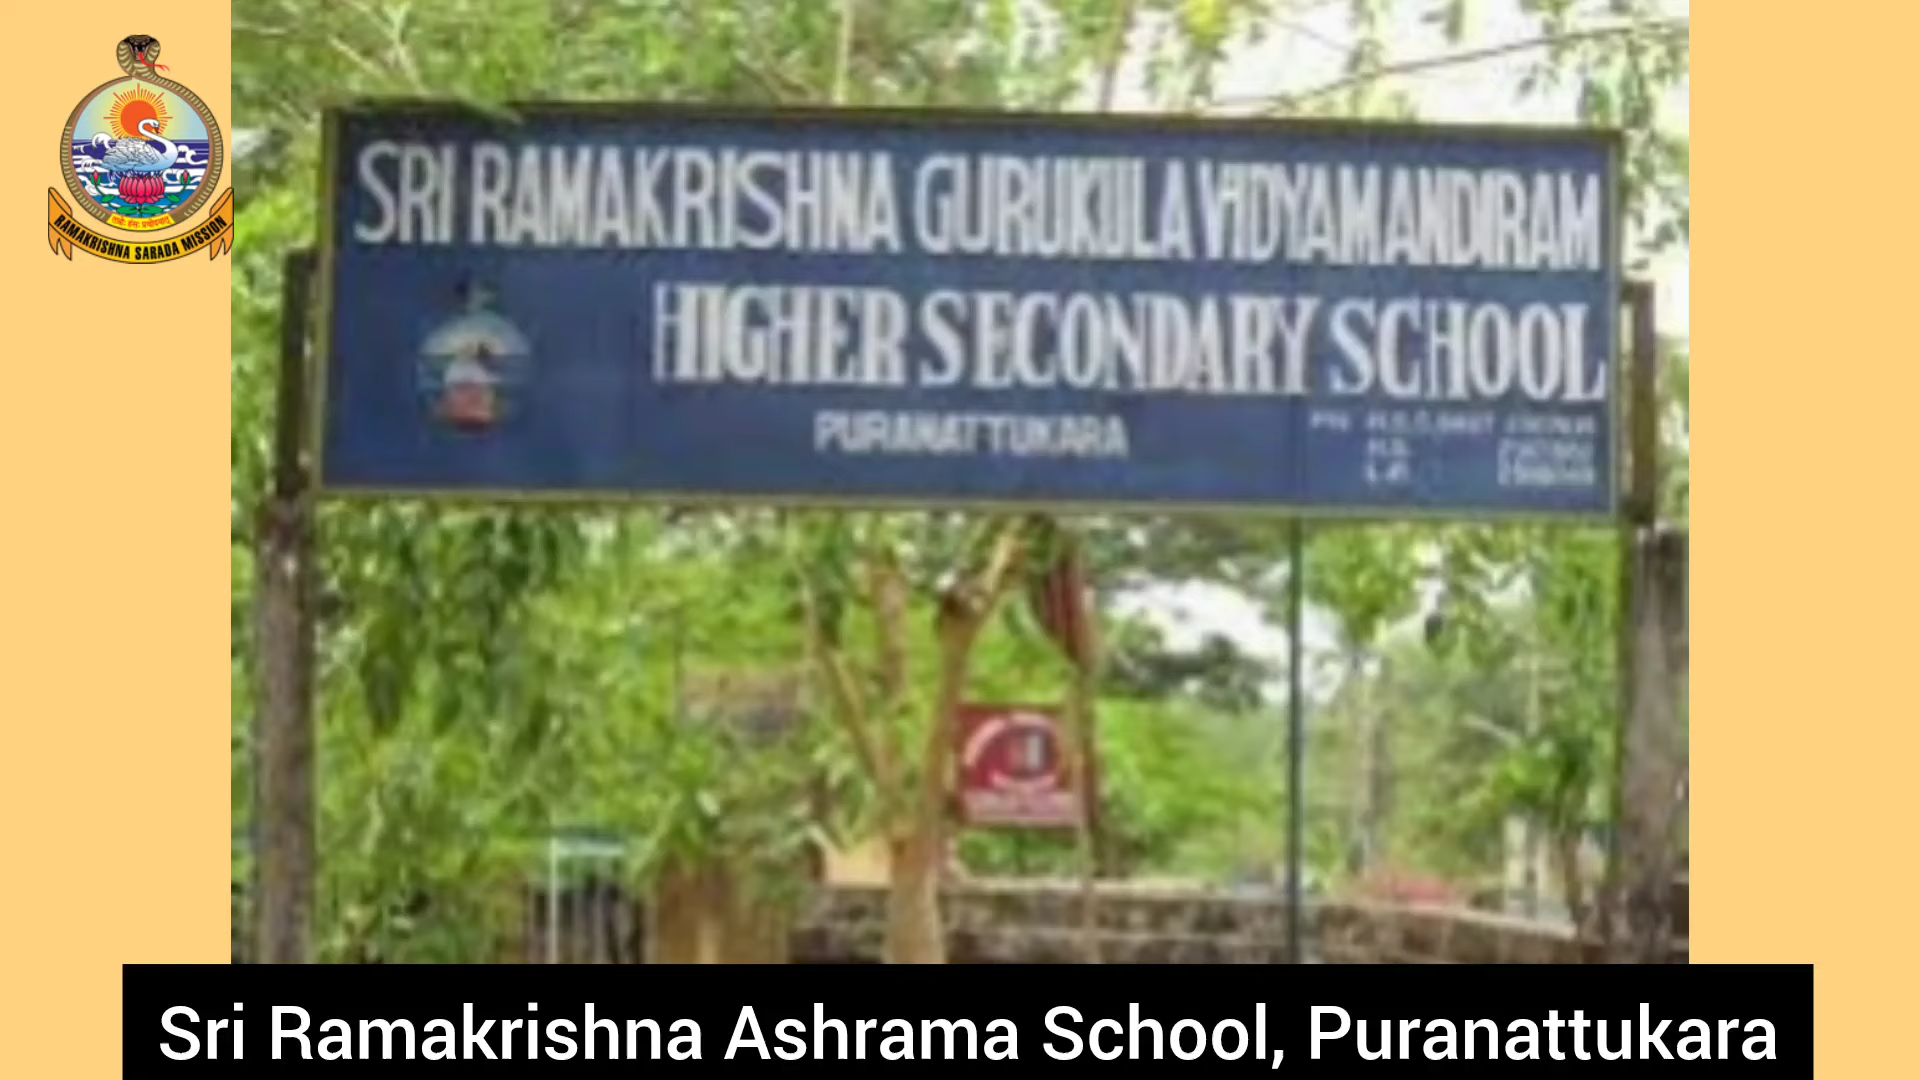 SRI RAMAKRISHNA GURUKULA VIDYAMANDIRAM
HIGHER SECONDARY SCHOOL
PURANATTUKARA
RAMAKRISHNA SARADA MISSION
Sri Ramakrishna Ashrama School, Puranattukara